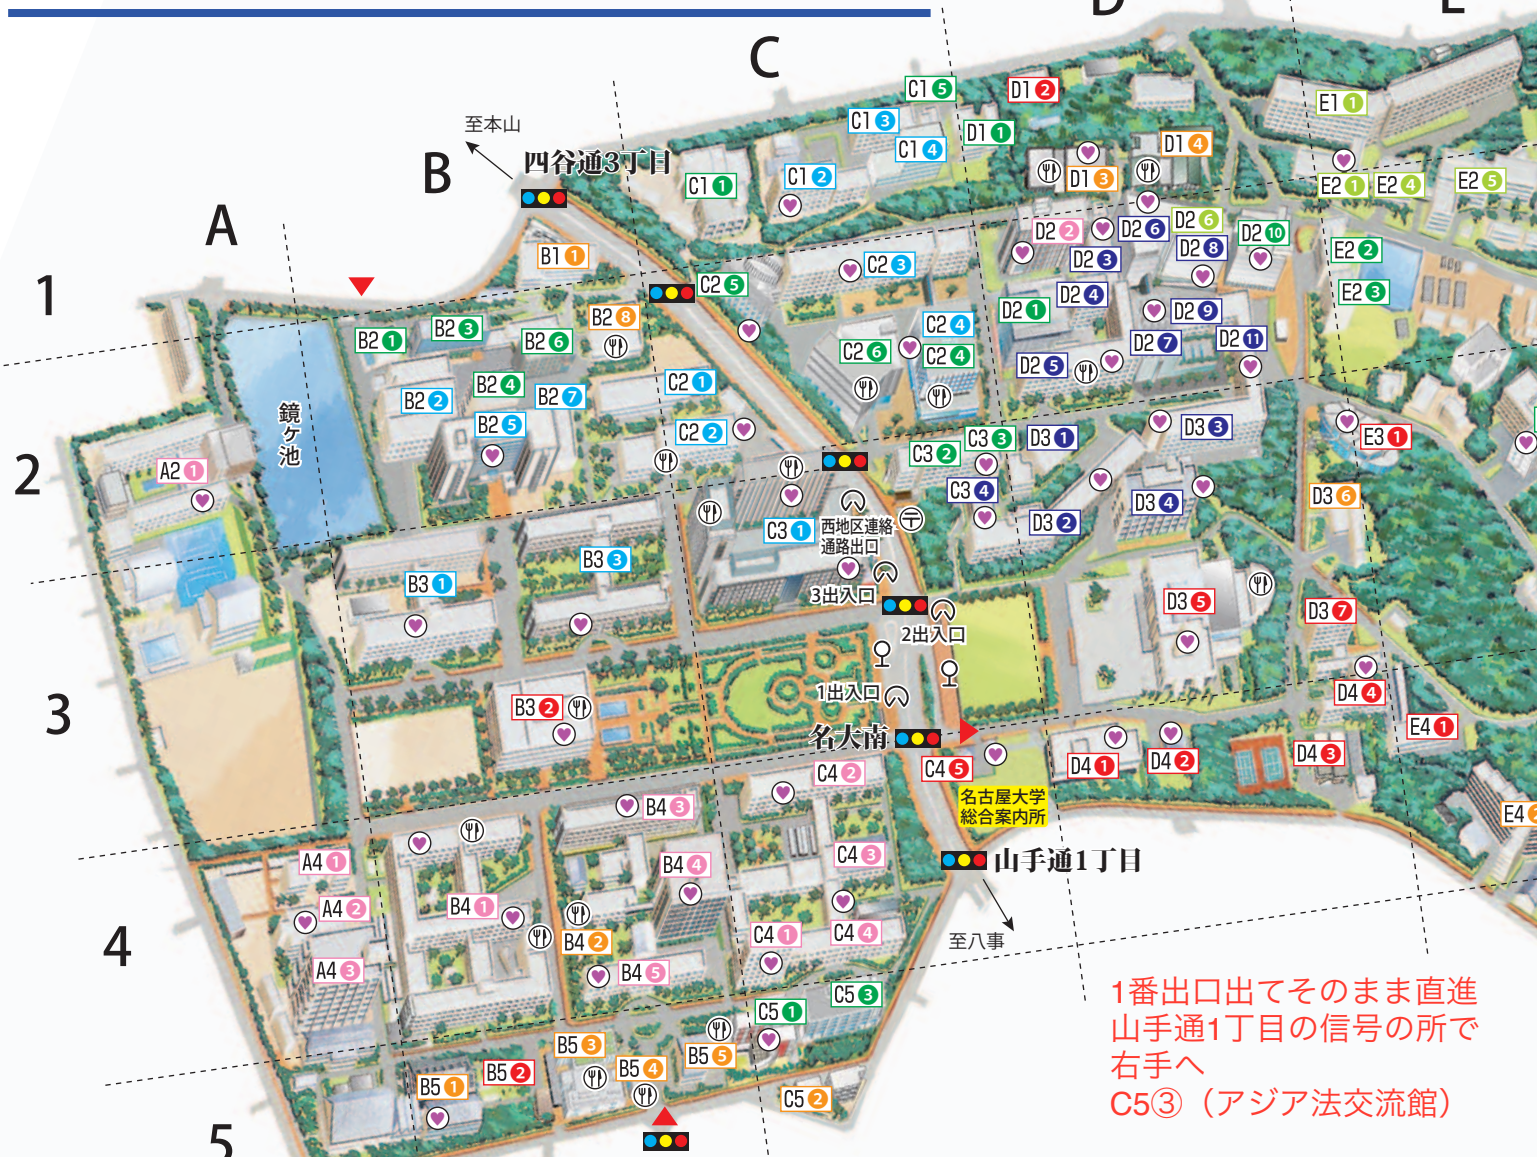 D
E
C
B
A
1
2
3
4
5
至本山
四谷通3丁目
C1 5
D1 2
C1 3
D1 1
C1 4
D1 4
E1 1
C1 1
C1 2
D1 3
E2 1
E2 4
E2 5
B1 1
D2 2
D2 6
D2 6
D2 8
D2 10
E2 2
C2 5
C2 3
D2 3
D2 4
E2 3
B2 1
B2 3
B2 6
B2 8
C2 4
D2 1
D2 9
C2 6
C2 4
D2 7
D2 11
D2 5
B2 2
B2 4
B2 7
C2 1
B2 5
C2 2
鏡ヶ池
C3 2
C3 3
D3 1
D3 3
E3 1
A2 1
C3 4
D3 4
D3 6
C3 1
西地区連絡
通路出口
D3 2
B3 1
B3 3
3出入口
2出入口
D3 5
D3 7
1出入口
B3 2
D4 4
E4 1
名大南
C4 5
D4 1
D4 2
D4 3
C4 2
名古屋大学
総合案内所
B4 3
E4 2
A4 1
B4 4
C4 3
山手通1丁目
A4 2
B4 1
B4 2
C4 1
C4 4
至八事
A4 3
B4 5
C5 3
C5 1
B5 3
B5 5
B5 1
B5 2
B5 4
C5 2
1番出口出てそのまま直進
山手通1丁目の信号の所で
右手へ
C5③（アジア法交流館）